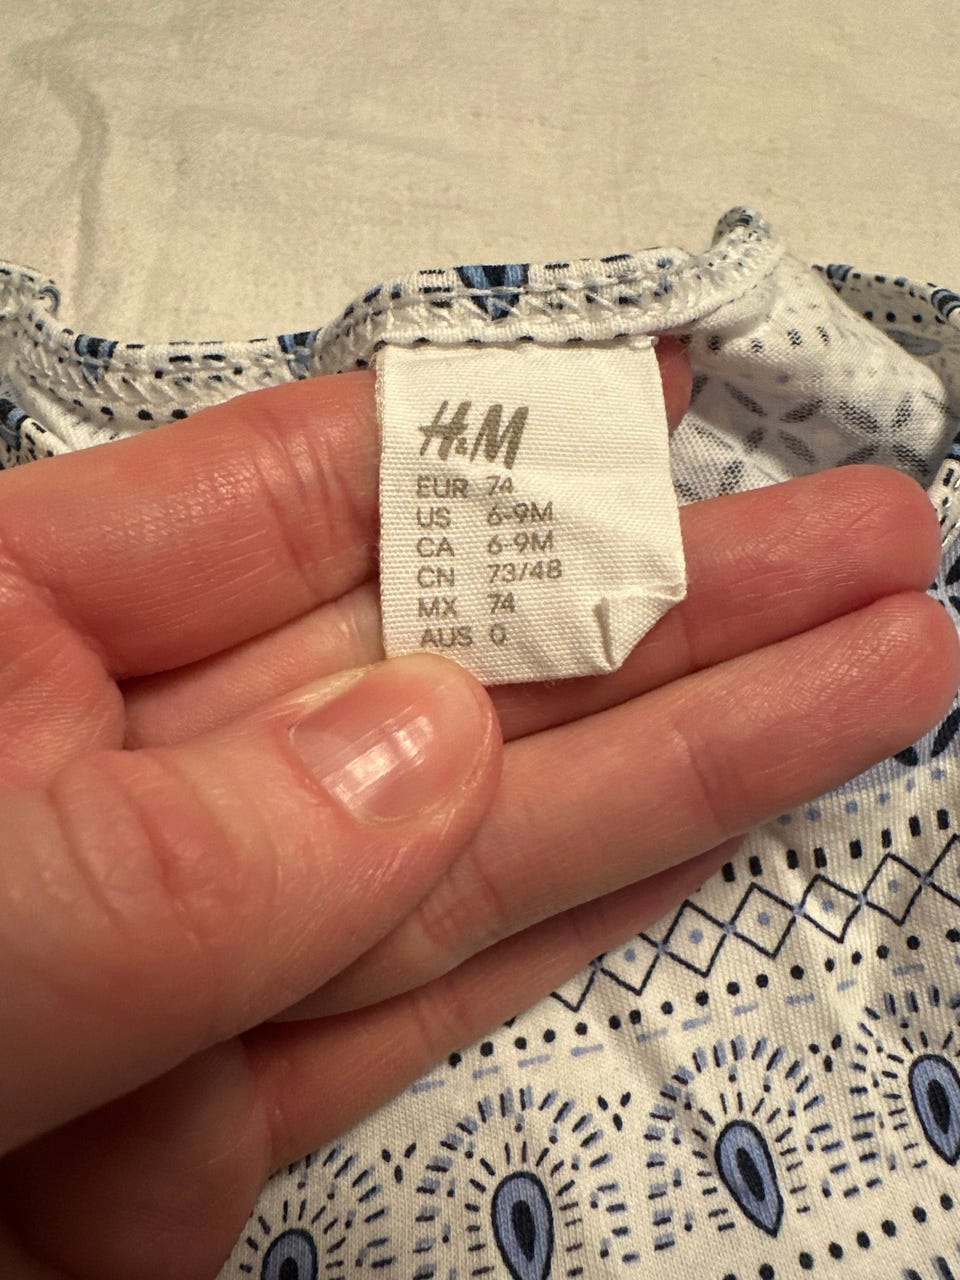 H&M
EUR 74
US 6-9M
CA 6-9M
CN 73/48
MX 74
AUS 0